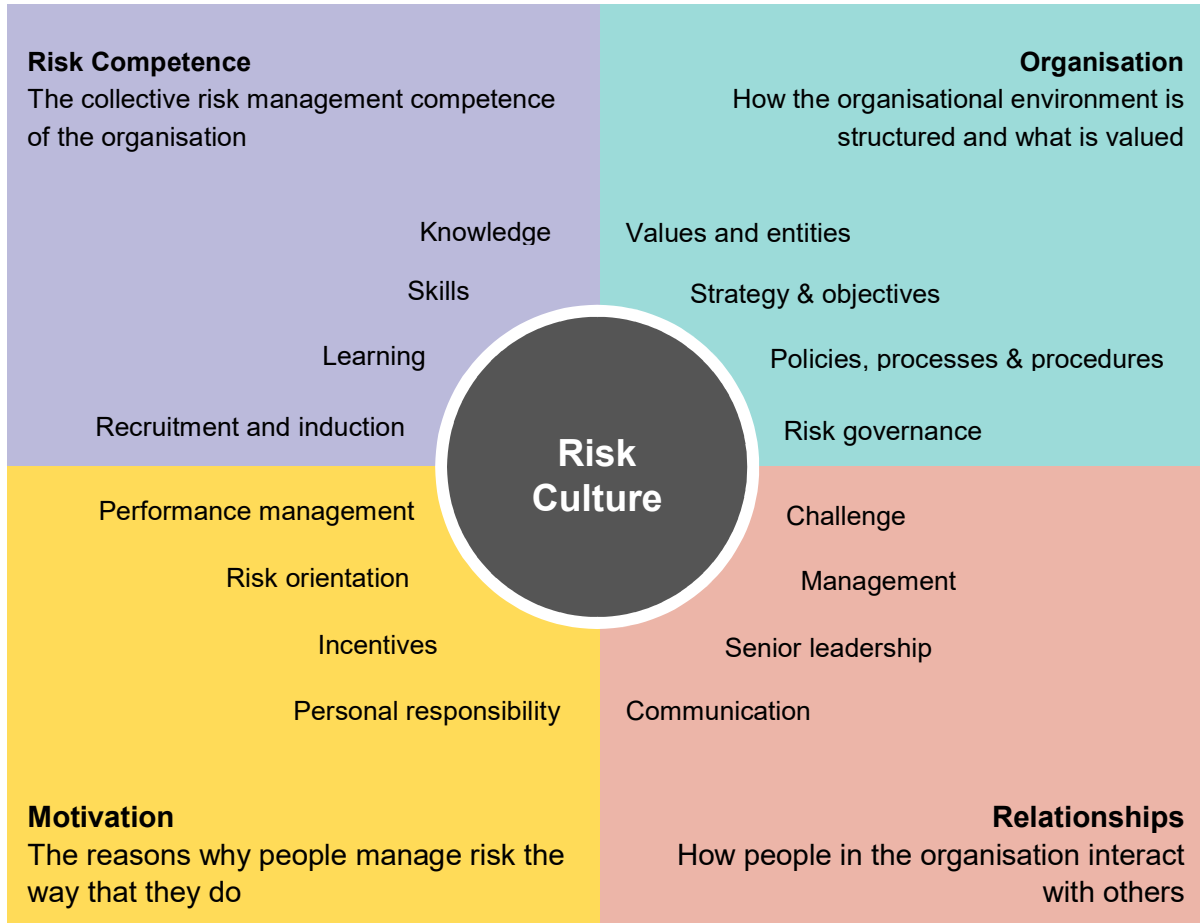 Risk Competence
The collective risk management competence
of the organisation
Knowledge
Skills
Learning
Recruitment and induction
Organisation
How the organisational environment is
structured and what is valued
Values and entities
Strategy & objectives
Policies, processes & procedures
Risk governance
Risk
Culture
Performance management
Risk orientation
Incentives
Personal responsibility
Motivation
The reasons why people manage risk the
way that they do
Challenge
Management
Senior leadership
Communication
Relationships
How people in the organisation interact
with others